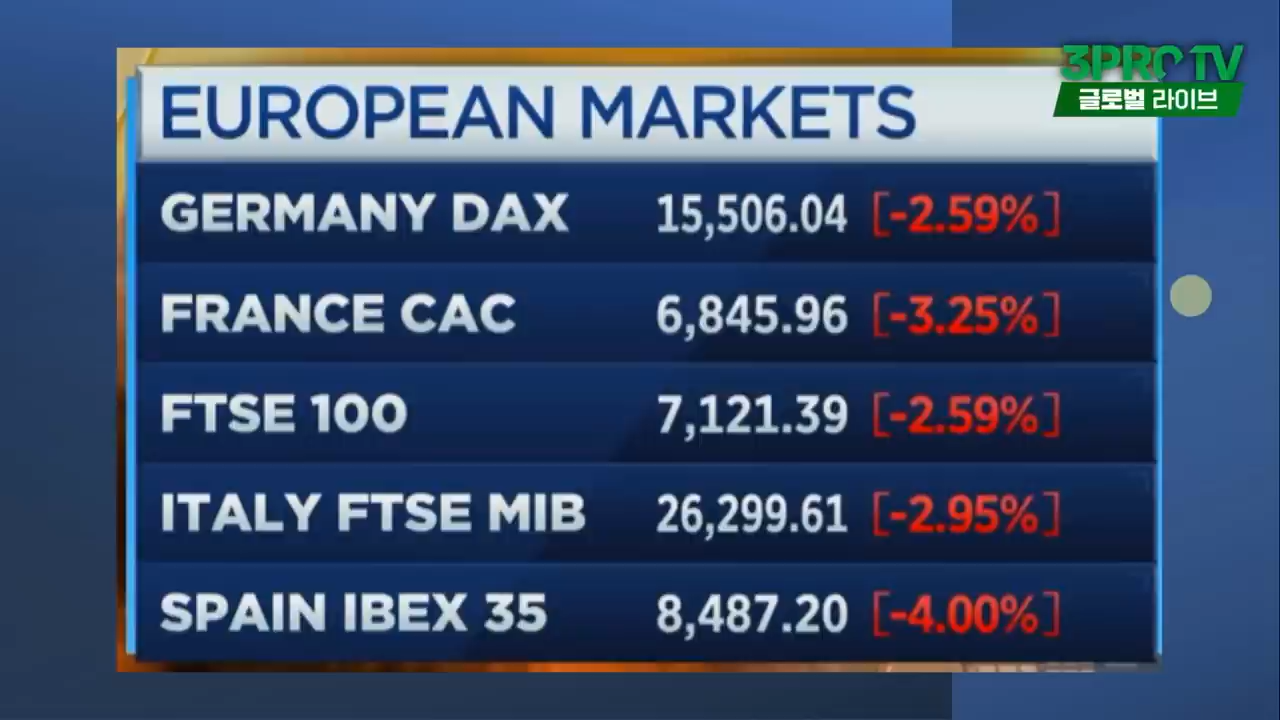 3PRO TV
글로벌 라이브
EUROPEAN MARKETS
GERMANY DAX 15,506.04 [-2.59%]
FRANCE CAC 6,845.96 [-3.25%]
FTSE 100 7,121.39 [-2.59%]
ITALY FTSE MIB 26,299.61 [-2.95%]
SPAIN IBEX 35 8,487.20 [-4.00%]